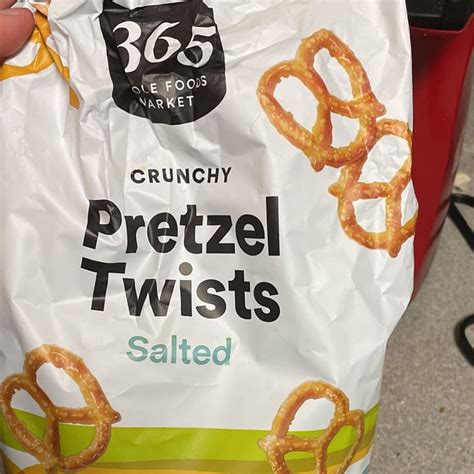 365
OLE FOODS
MARKET
CRUNCHY
Pretzel
Twists
Salted